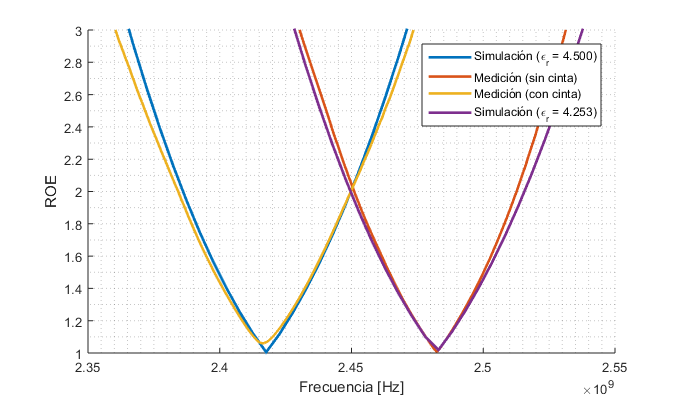 3
2.8
2.6
2.4
2.2
2
1.8
1.6
1.4
1.2
1
ROE
Simulación (ϵr = 4.500)
Medición (sin cinta)
Medición (con cinta)
Simulación (ϵr = 4.253)
2.35 2.4 2.45 2.5 2.55
Frecuencia [Hz]
×10^9